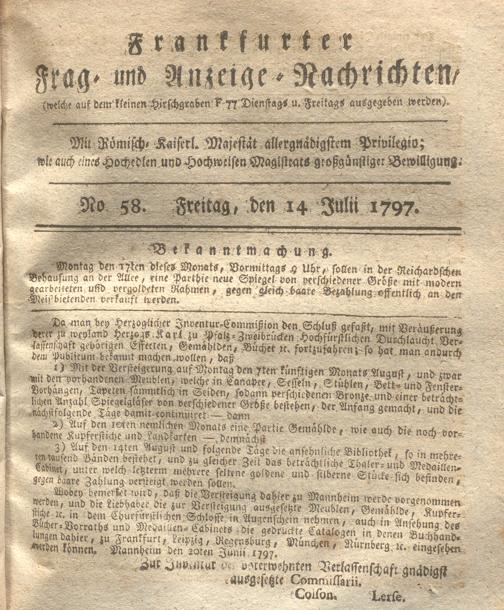 Frankfurter
Frag- und Anzeige-Nachrichten,
(welche auf dem kleinen Hirschgraben F 77 Dienstags u. Freitags ausgegeben werden).
Mit Römisch-Kaiserl. Majestät allergnädigstem Privilegio;
wie auch eines Hochedlen und Hochweisen Magistrats großgünstiger Bewilligung.
No 58. Freitag, den 14 Julii 1797.
Bekanntmachung.
Montag den 17ten dieses Monats, Vormittags 9 Uhr, sollen in der Reichardschen
Behausung an der Allee, eine Parthie neue Spiegel von verschiedener Größe mit modern
gearbeiteten und vergoldeten Rahmen, gegen gleich baare Bezahlung öffentlich an den
Meistbietenden verkauft werden.
Da man bey Herzoglicher Inventur-Commißion den Schluß gefaßt, mit Veräußerung
derer zu weyland Herzogs Karl zu Pfalz-Zweibrücken Hochfürstlichen Durchlaucht Ver-
lassenschaft gehörigen Effekten, Gemählden, Bücher ꝛc. fortzufahren; so hat man andurch
dem Publicum bekannt machen wollen, daß
1) Mit der Versteigerung auf Montag den 7ten künftigen Monats August, und zwar
mit den vorhandenen Meublen, welche in Canapee, Sesseln, Stühlen, Bett- und Fenster-
Vorhängen, Tapeten sämmtlich in Seiden, sodann verschiedenen Bronze- und einer beträcht-
lichen Anzahl Spiegelgläser von verschiedener Größe bestehen, der Anfang gemacht, und die
nächstfolgende Tage damit continuiret — dann
2) Auf den 10ten nemlichen Monats eine Partie Gemählde, wie auch die noch vor-
handene Kupferstiche und Landkarten — demnächst
3) Auf den 14ten August und folgende Tage die ansehnliche Bibliothek, so in mehre-
ren tausend Bänden bestehet, und zu gleicher Zeit das beträchtliche Thaler- und Medaillen-
Cabinet, unter welch letzterm mehrere seltene goldene und silberne Stücke sich befinden,
gegen baare Zahlung versteigt werden sollen.
Wobey bemerket wird, daß die Versteigung dahier zu Mannheim werde vorgenommen
werden, und die Liebhaber die zur Versteigung ausgesetzte Meublen, Gemählde, Kupfer-
stiche ꝛc. in dem Churfürstlichen Schlosse in Augenschein nehmen, auch in Ansehung des
Bücher-Vorraths und Medaillen-Cabinets die gedruckte Catalogen in denen Buchhand-
lungen dahier, zu Frankfurt, Leipzig, Regensburg, München, Nürnberg ꝛc. eingesehen
werden können. Mannheim den 20ten Junii 1797.
Zur Inventur der obererwehnten Verlassenschaft gnädigst
ausgesetzte Commissarii.
Colson. Lerse.